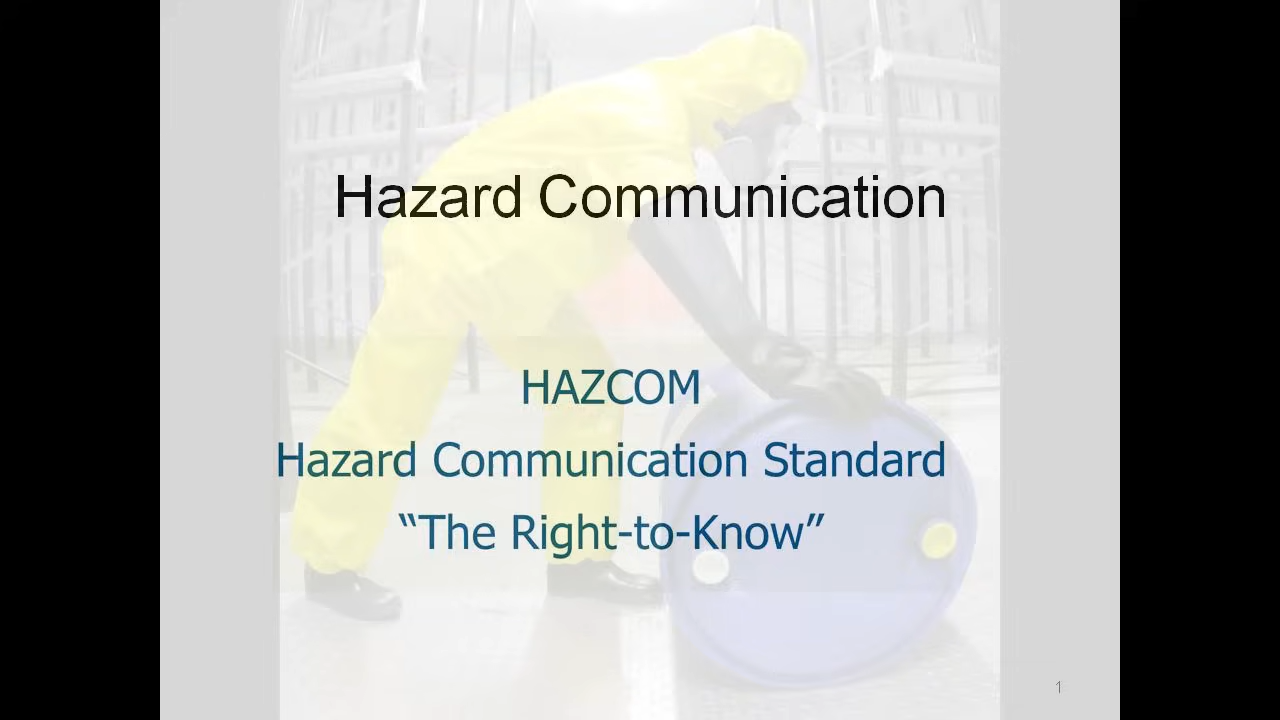 Hazard Communication
HAZCOM
Hazard Communication Standard
“The Right-to-Know”
1